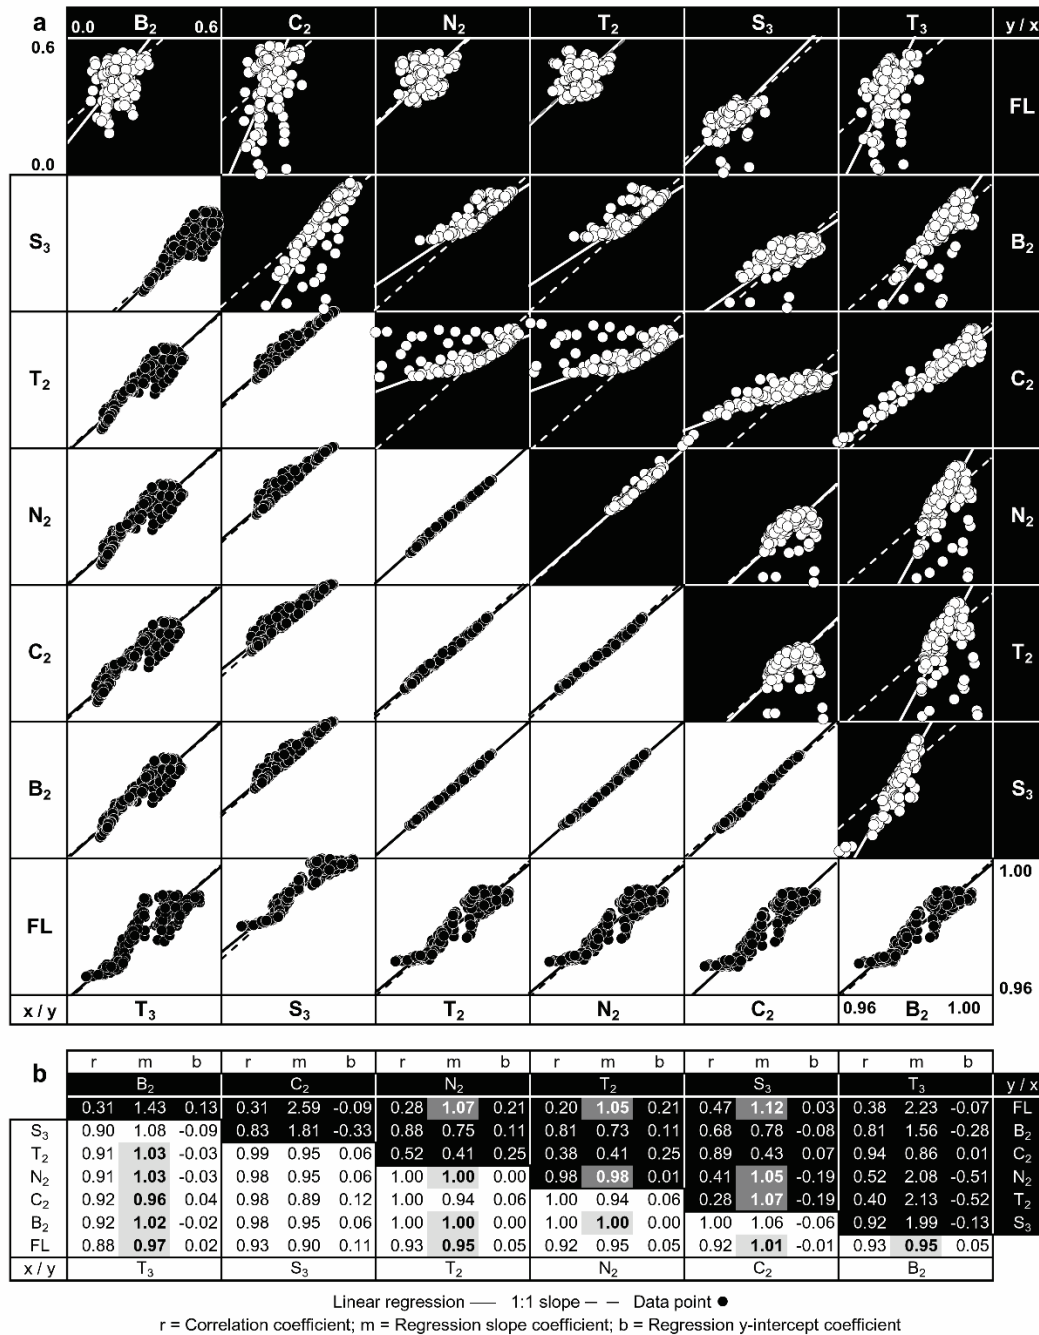 a 0.0 B2 0.6 C2 N2 T2 S3 T3 y / x
0.6
FL
0.0
S3 B2
T2 C2
N2 N2
C2 T2
B2 S3
1.00
FL
0.96
x / y T3 S3 T2 N2 C2 0.96 B2 1.00
b r m b r m b r m b r m b r m b r m b
B2 C2 N2 T2 S3 T3 y / x
0.31 1.43 0.13 0.31 2.59 -0.09 0.28 1.07 0.21 0.20 1.05 0.21 0.47 1.12 0.03 0.38 2.23 -0.07 FL
S3 0.90 1.08 -0.09 0.83 1.81 -0.33 0.88 0.75 0.11 0.81 0.73 0.11 0.68 0.78 -0.08 0.81 1.56 -0.28 B2
T2 0.91 1.03 -0.03 0.99 0.95 0.06 0.52 0.41 0.25 0.38 0.41 0.25 0.89 0.43 0.07 0.94 0.86 0.01 C2
N2 0.91 1.03 -0.03 0.98 0.95 0.06 1.00 1.00 0.00 0.98 0.98 0.01 0.41 1.05 -0.19 0.52 2.08 -0.51 N2
C2 0.92 0.96 0.04 0.98 0.89 0.12 1.00 0.94 0.06 1.00 0.94 0.06 0.28 1.07 -0.19 0.40 2.13 -0.52 T2
B2 0.92 1.02 -0.02 0.98 0.95 0.06 1.00 1.00 0.00 1.00 1.00 0.00 1.00 1.06 -0.06 0.92 1.99 -0.13 S3
FL 0.88 0.97 0.02 0.93 0.90 0.11 0.93 0.95 0.05 0.92 0.95 0.05 0.92 1.01 -0.01 0.93 0.95 0.05
x / y T3 S3 T2 N2 C2 B2
Linear regression 1:1 slope Data point
r = Correlation coefficient; m = Regression slope coefficient; b = Regression y-intercept coefficient